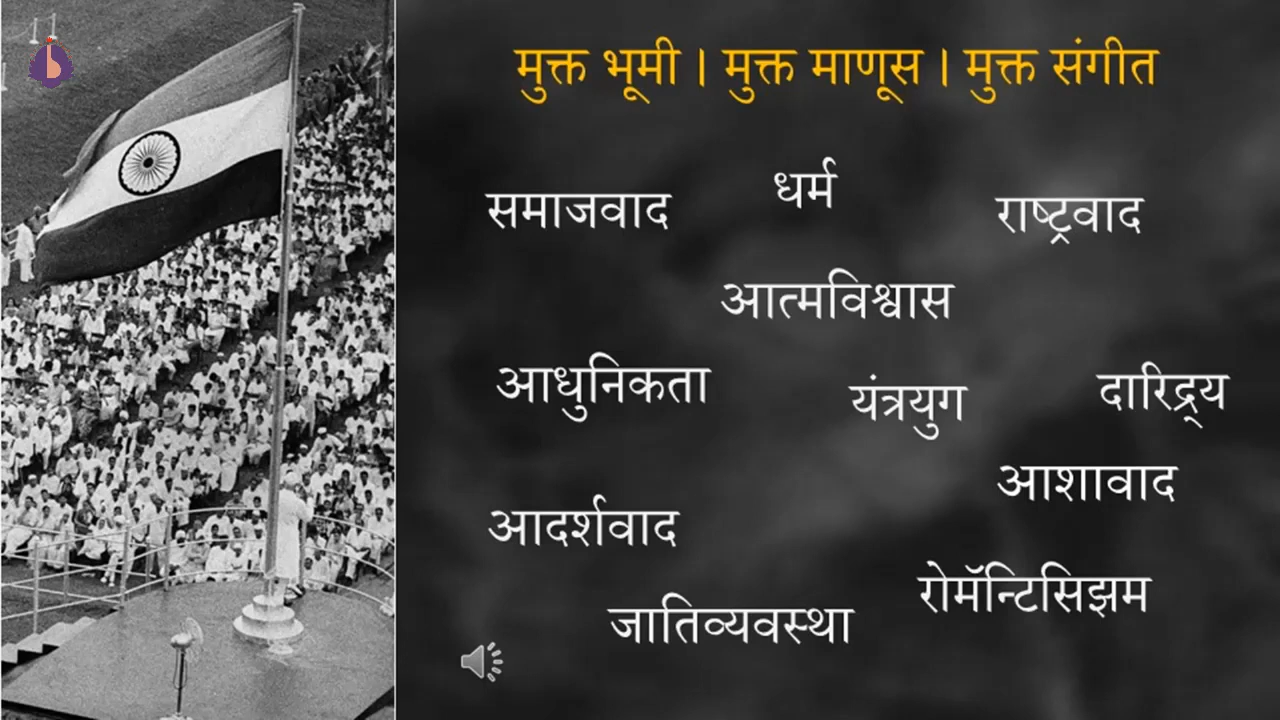 मुक्त भूमी । मुक्त माणूस । मुक्त संगीत
धर्म
समाजवाद
राष्ट्रवाद
आत्मविश्वास
आधुनिकता
यंत्रयुग
दारिद्र्य
आशावाद
आदर्शवाद
रोमॅन्टिसिझम
जातिव्यवस्था